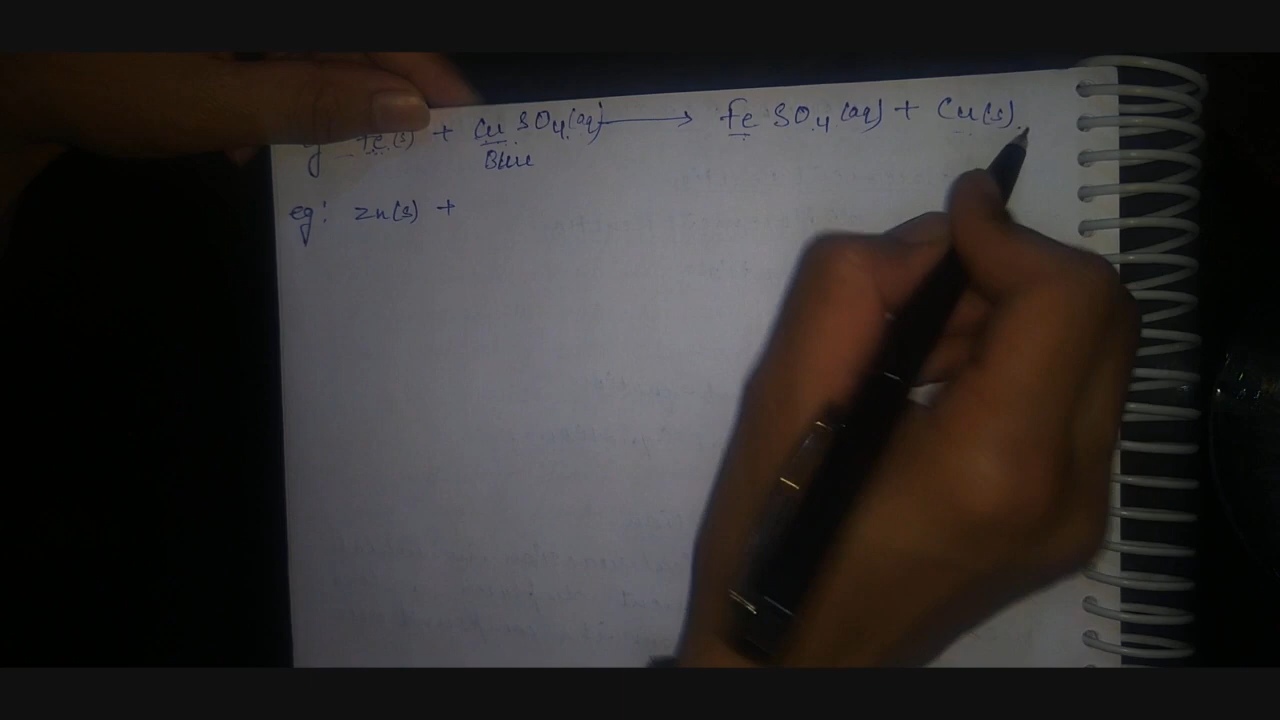 eg: Fe(s) + CuSO₄(aq) ⟶ FeSO₄(aq) + Cu(s)
Blue
eg: Zn(s) +